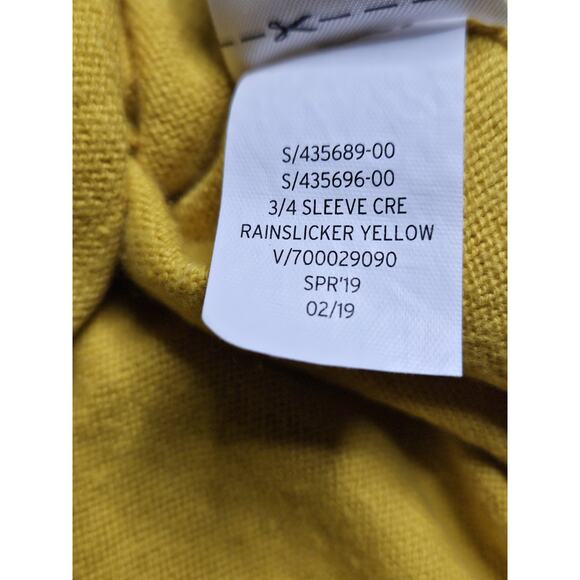 S/435689-00
S/435696-00
3/4 SLEEVE CRE
RAINSLICKER YELLOW
V/700029090
SPR'19
02/19